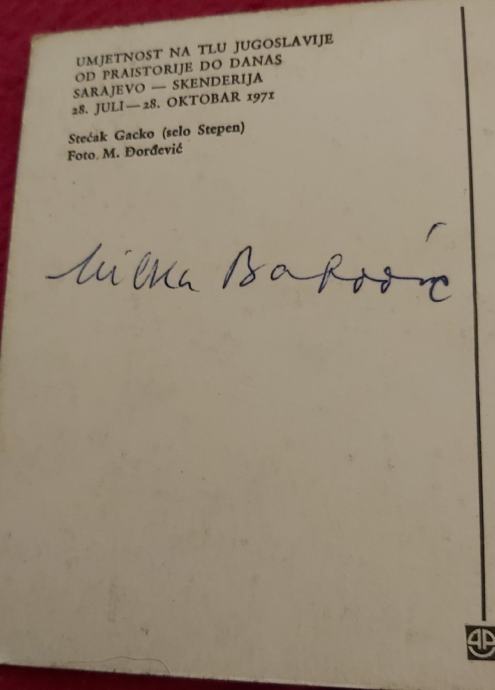 UMJETNOST NA TLU JUGOSLAVIJE
OD PRAISTORIJE DO DANAS
SARAJEVO — SKENDERIJA
28. JULI — 28. OKTOBAR 1971
Stećak Gacko (selo Stepen)
Foto. M. Đorđević
Milka